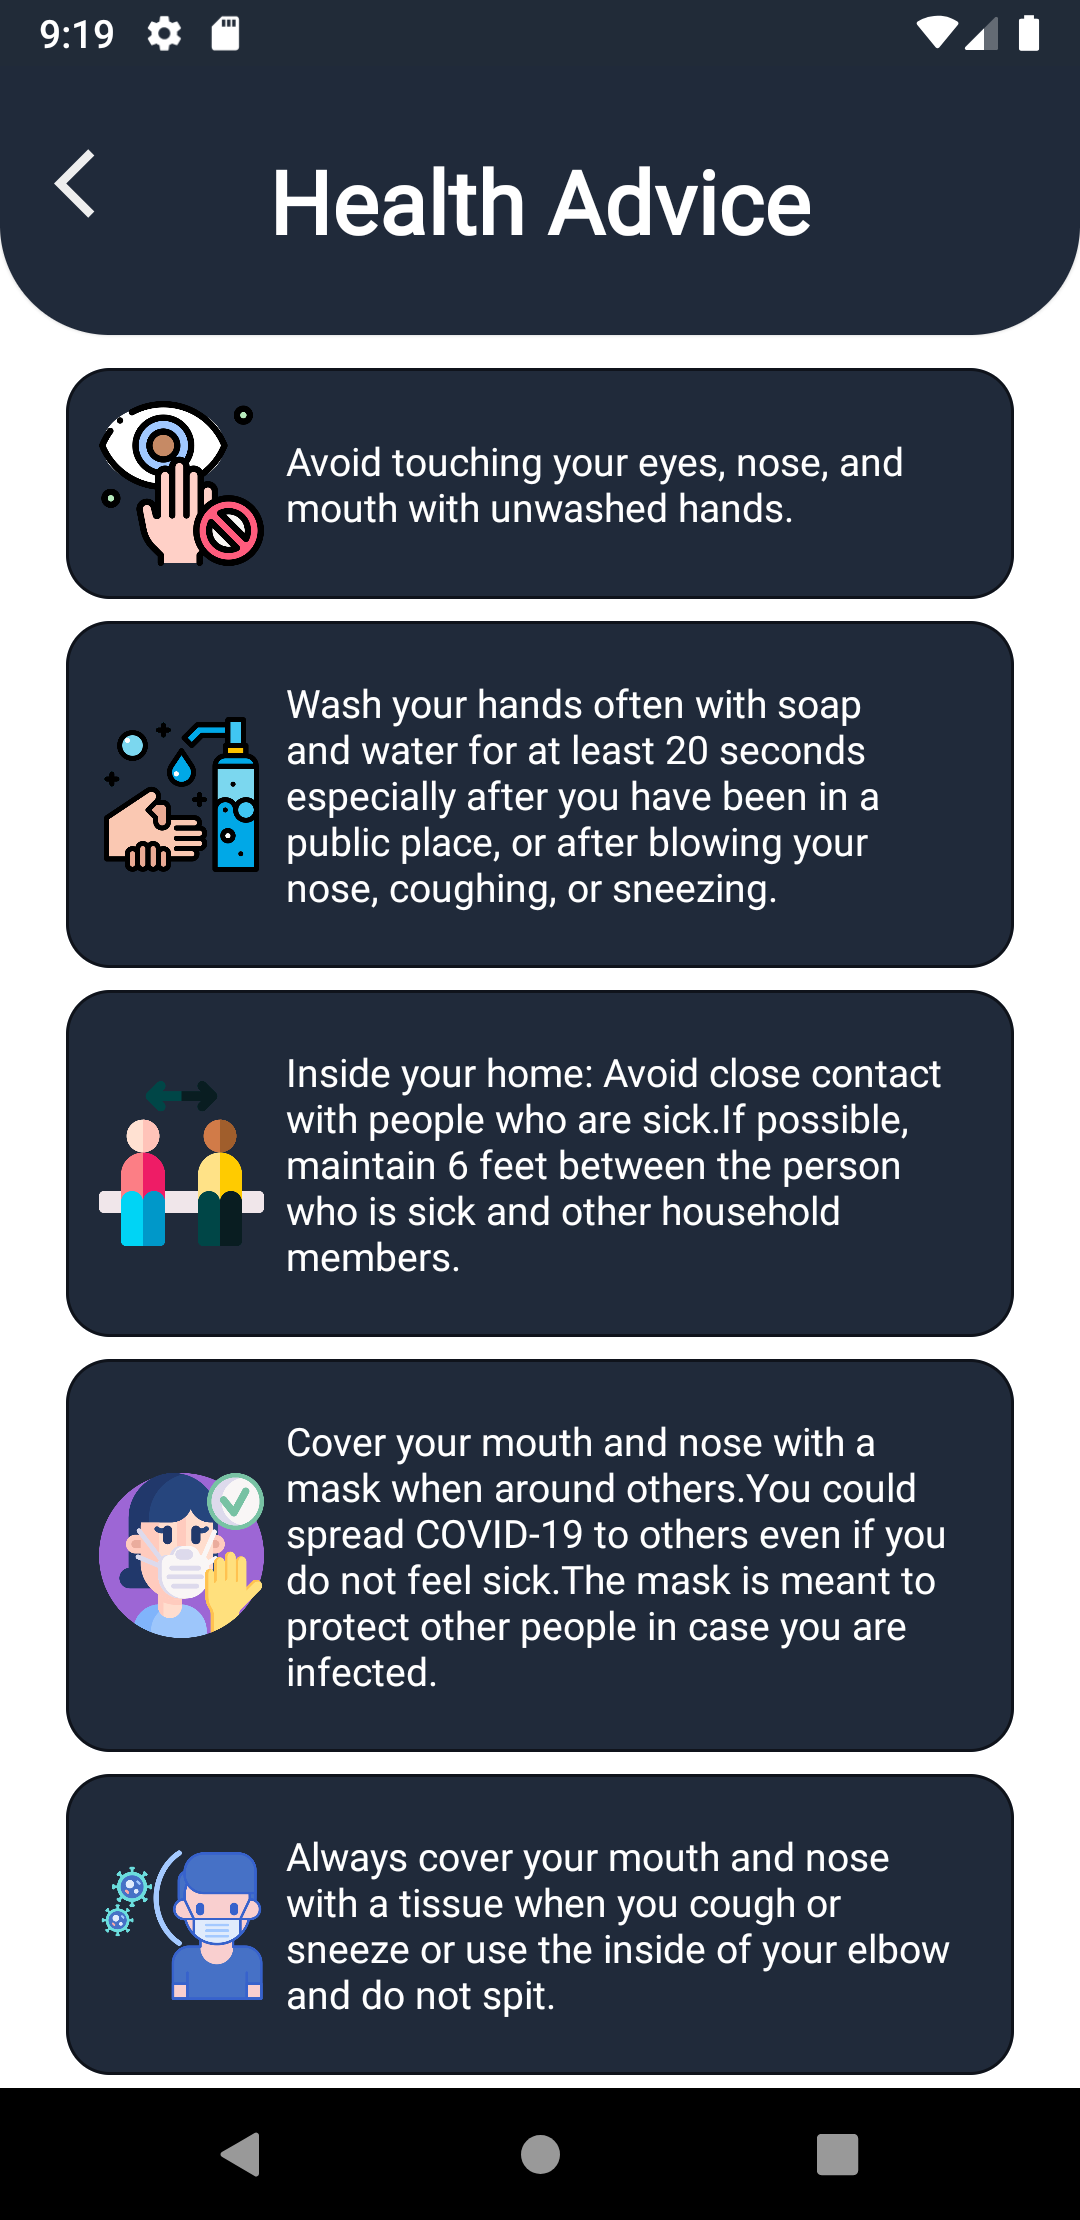 9:19
Health Advice
Avoid touching your eyes, nose, and
mouth with unwashed hands.
Wash your hands often with soap
and water for at least 20 seconds
especially after you have been in a
public place, or after blowing your
nose, coughing, or sneezing.
Inside your home: Avoid close contact
with people who are sick.If possible,
maintain 6 feet between the person
who is sick and other household
members.
Cover your mouth and nose with a
mask when around others.You could
spread COVID-19 to others even if you
do not feel sick.The mask is meant to
protect other people in case you are
infected.
Always cover your mouth and nose
with a tissue when you cough or
sneeze or use the inside of your elbow
and do not spit.